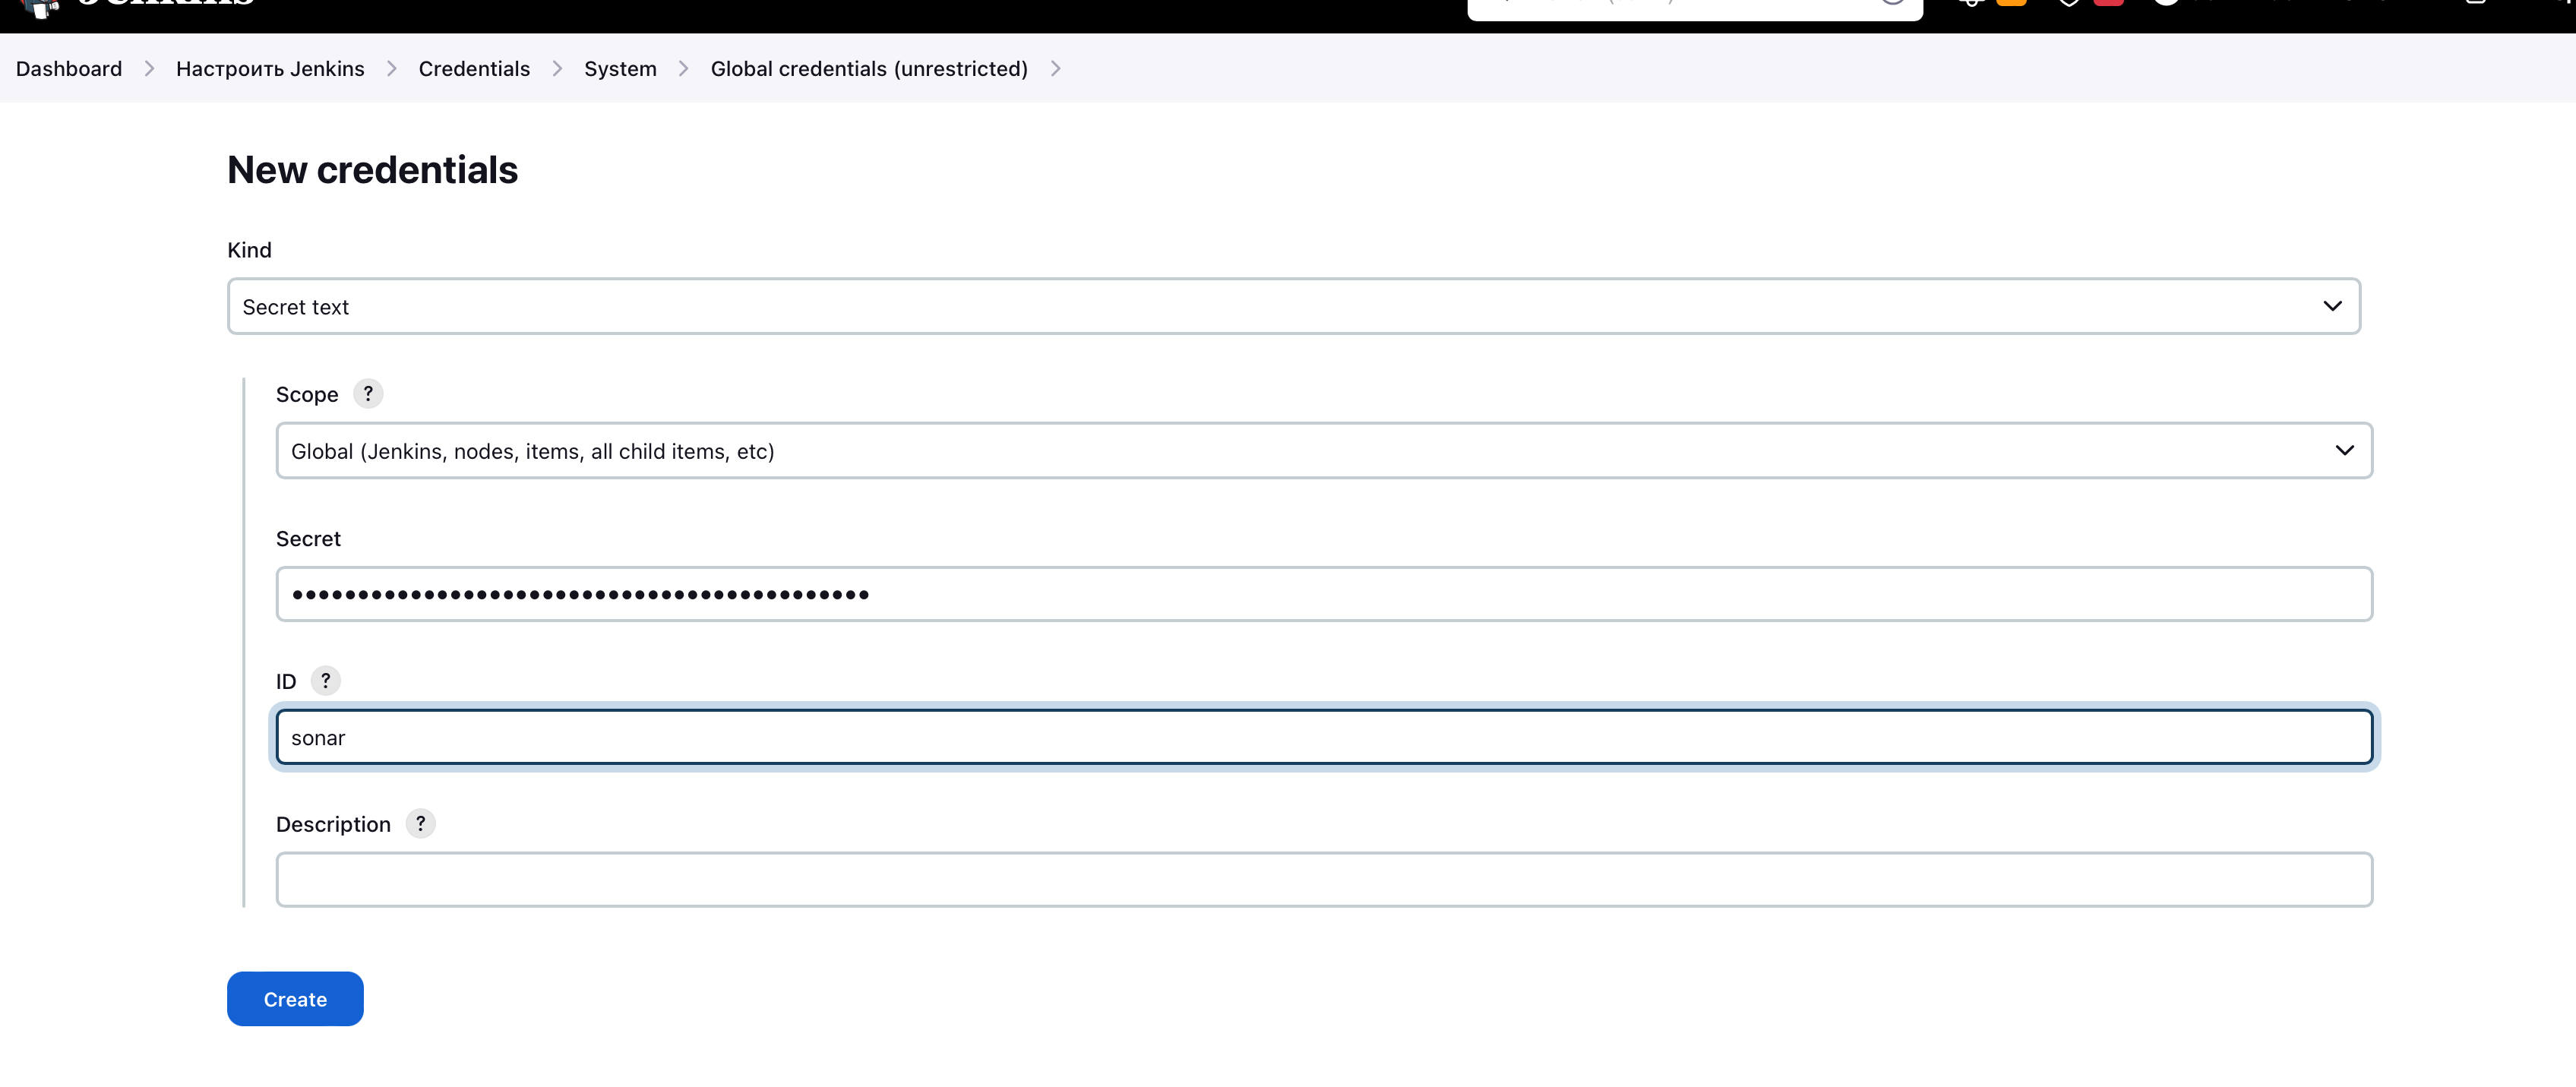 Jenkins
Dashboard > Настроить Jenkins > Credentials > System > Global credentials (unrestricted) >
New credentials
Kind
Secret text
Scope ?
Global (Jenkins, nodes, items, all child items, etc)
Secret
••••••••••••••••••••••••••••••••••••••••••••
ID ?
sonar
Description ?
Create